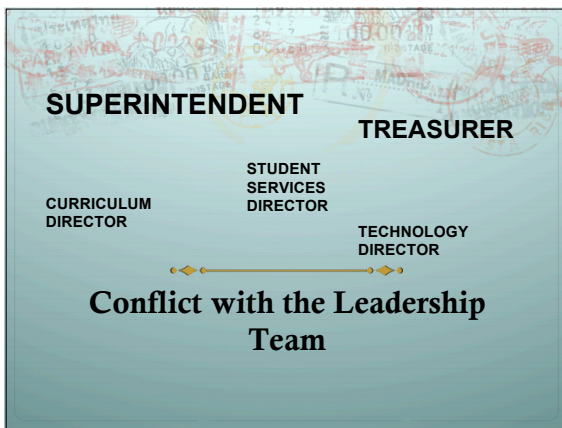 SUPERINTENDENT
TREASURER
STUDENT
SERVICES
DIRECTOR
CURRICULUM
DIRECTOR
TECHNOLOGY
DIRECTOR
Conflict with the Leadership
Team